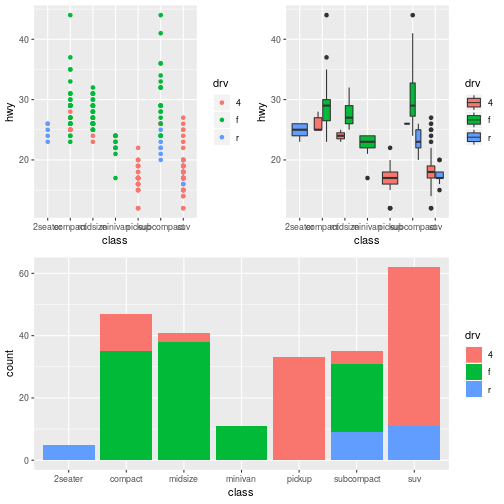 40
30
20
hwy
2seater compact midsize minivan pickup subcompact suv
class
drv
4
f
r
40
30
20
hwy
2seater compact midsize minivan pickup subcompact suv
class
drv
4
f
r
60
40
20
0
count
2seater compact midsize minivan pickup subcompact suv
class
drv
4
f
r